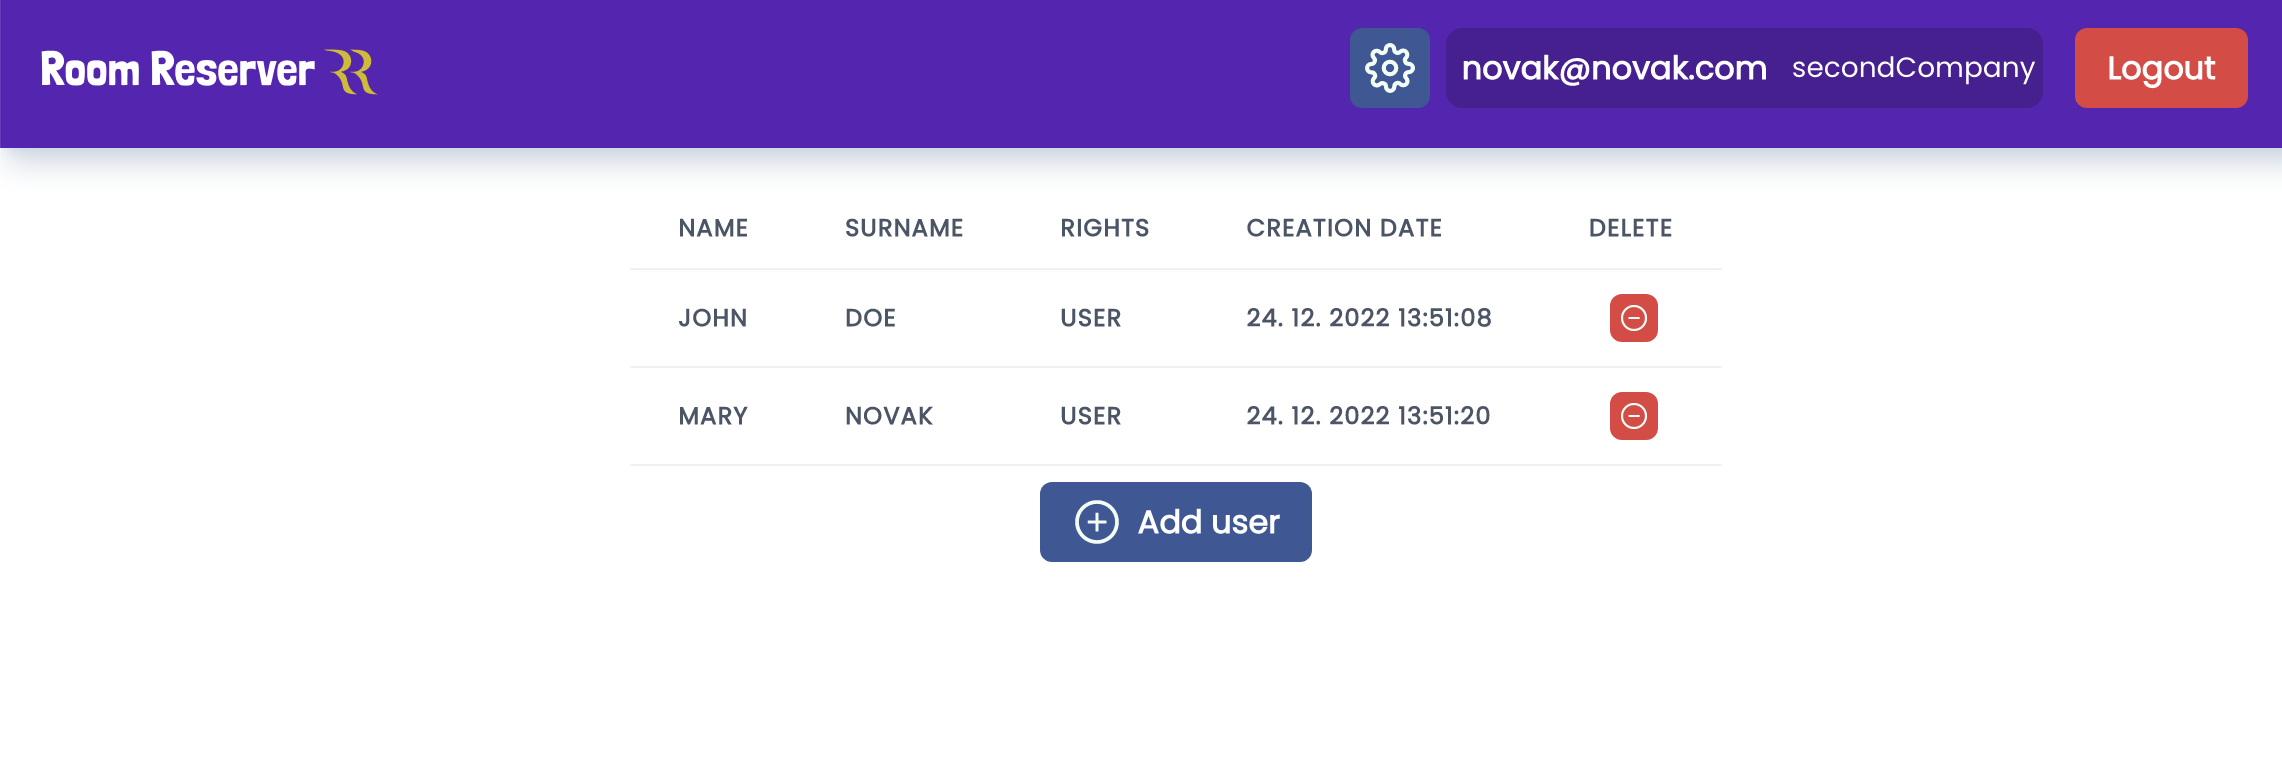 Room Reserver RR novak@novak.com secondCompany Logout
NAME SURNAME RIGHTS CREATION DATE DELETE
JOHN DOE USER 24. 12. 2022 13:51:08
MARY NOVAK USER 24. 12. 2022 13:51:20
Add user